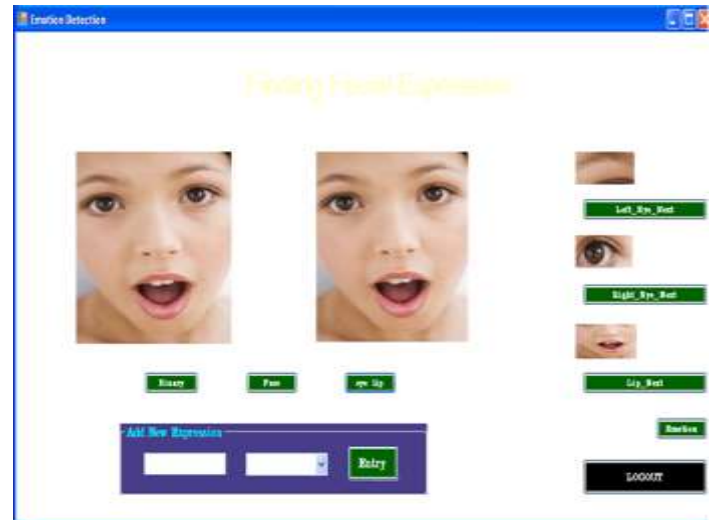 Emotion Detection
Finding Facial Expression
Left_Eye_Next
Right_Eye_Next
Binary
Face
eye lip
Lip_Next
Add New Expression
Entry
Emotion
LOGOUT